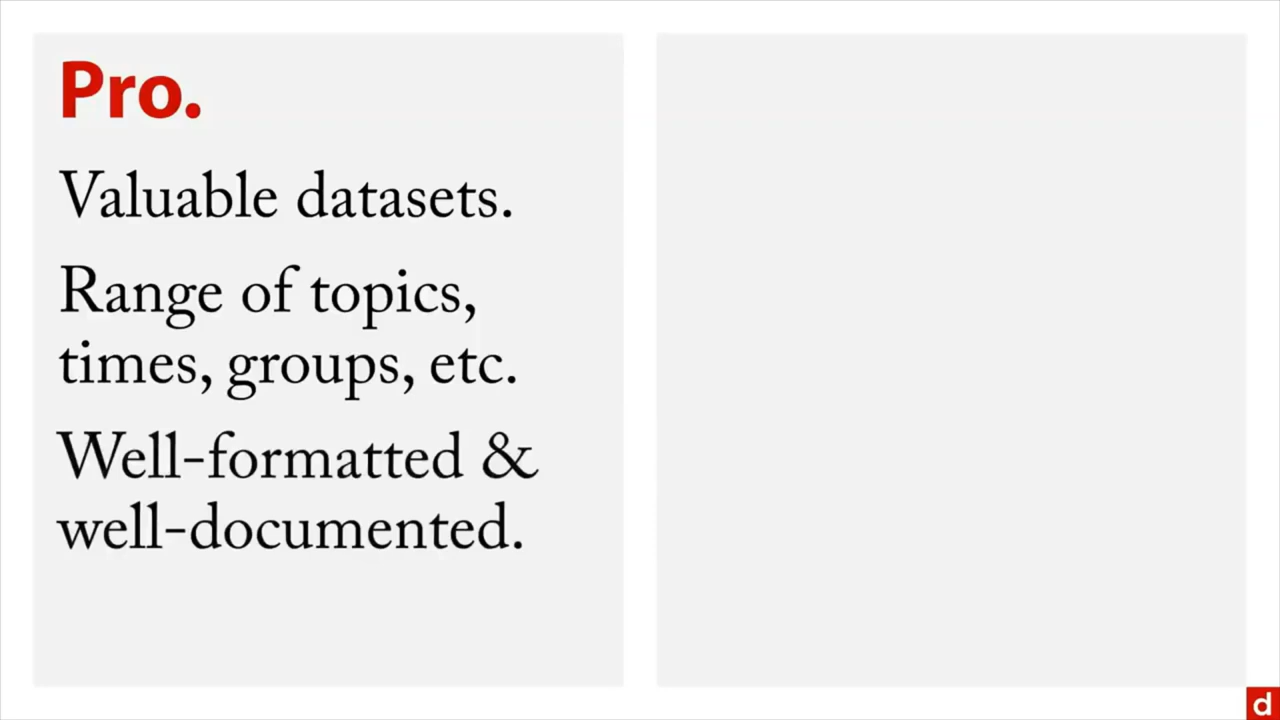 Pro.
Valuable datasets.
Range of topics,
times, groups, etc.
Well-formatted &
well-documented.
d